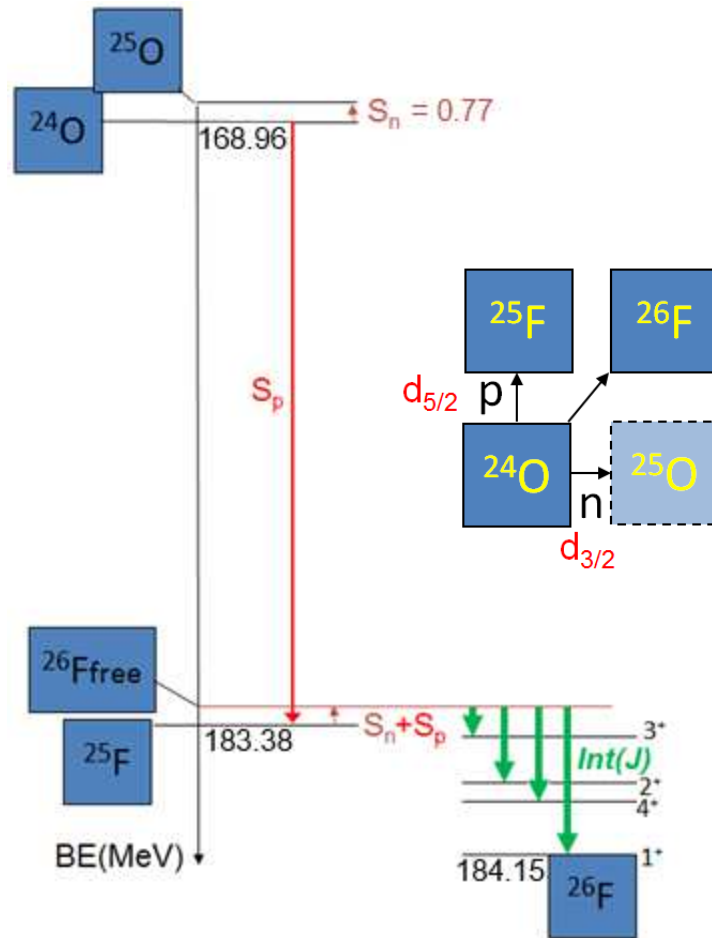 ²⁵O
²⁴O
Sₙ = 0.77
168.96
Sₚ
²⁵F
²⁶F
d₅/₂ p
²⁴O
²⁵O
n
d₃/₂
²⁶Ffree
²⁵F
183.38
Sₙ+Sₚ
Int(J)
3⁺
2⁺
4⁺
1⁺
BE(MeV)
184.15
²⁶F